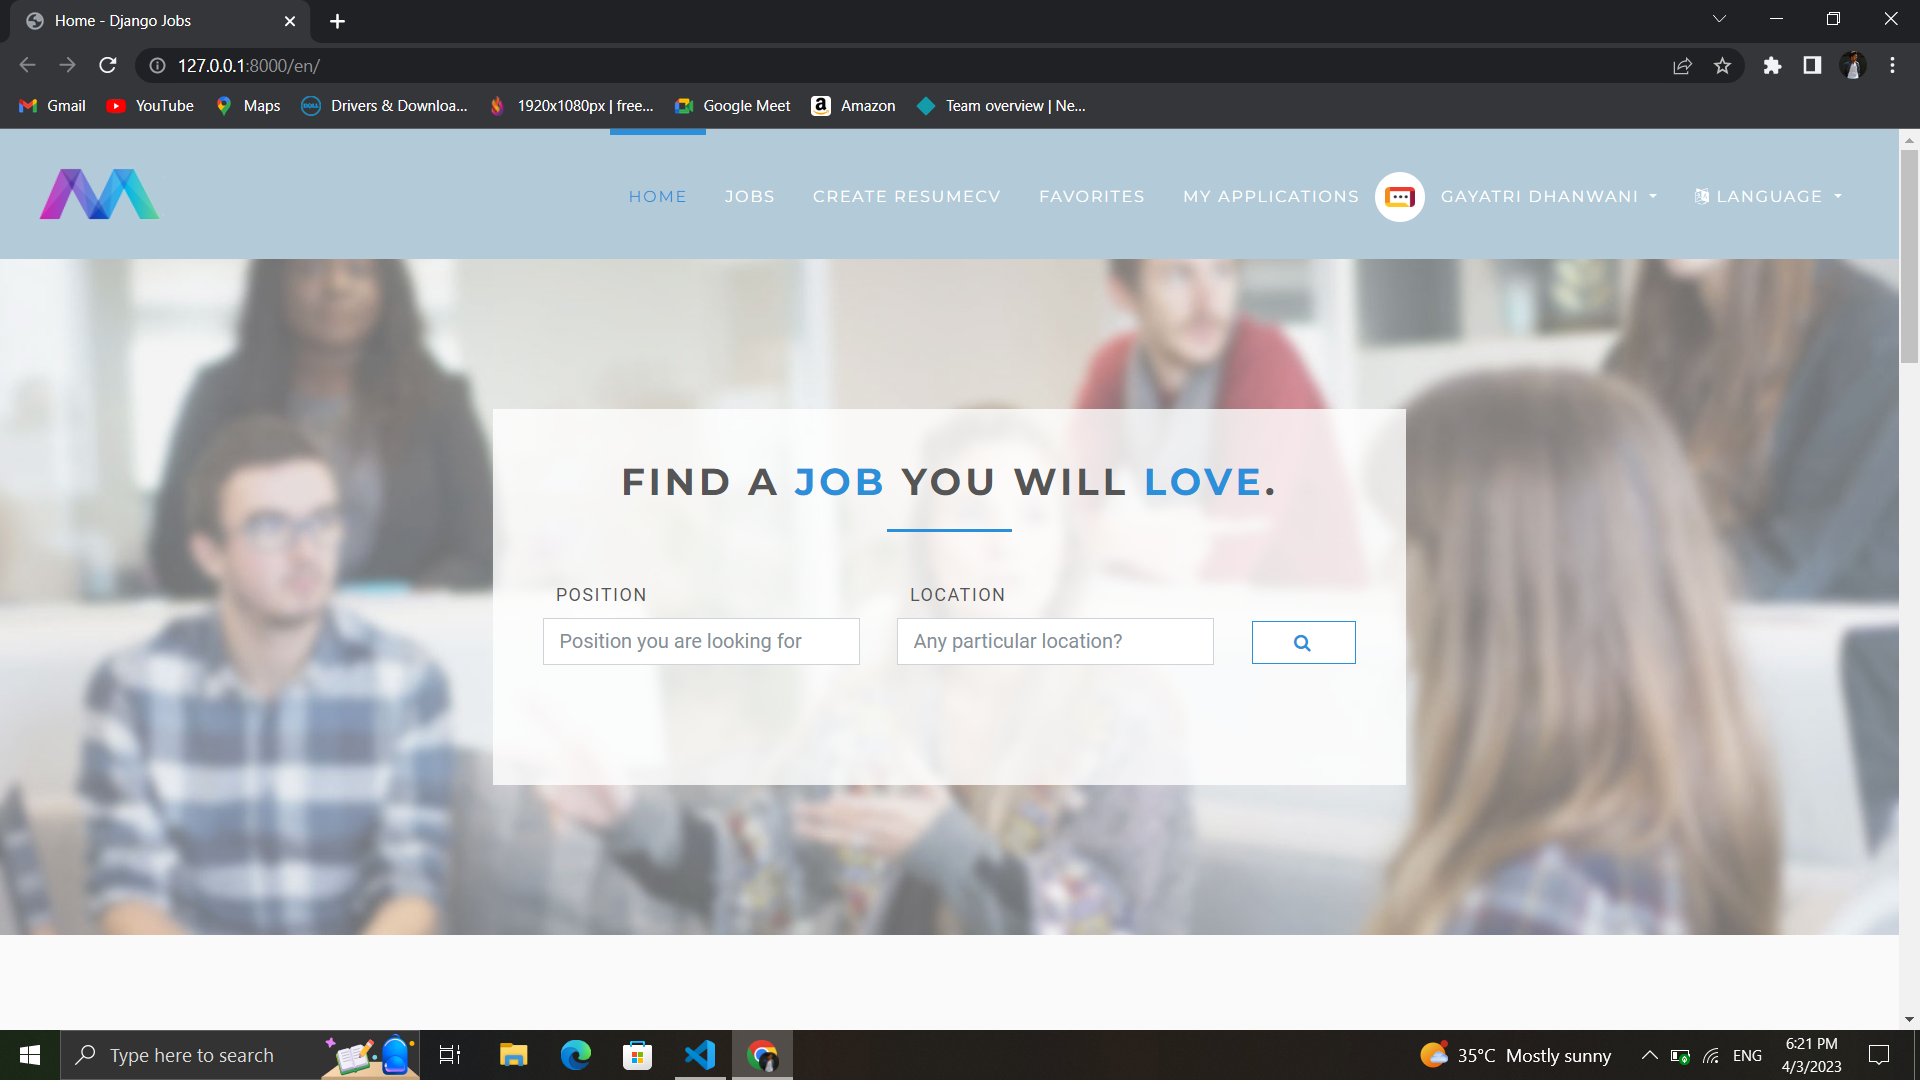 Home - Django Jobs
127.0.0.1:8000/en/
Gmail YouTube Maps Drivers & Downloa... 1920x1080px | free... Google Meet Amazon Team overview | Ne...
HOME JOBS CREATE RESUMECV FAVORITES MY APPLICATIONS GAYATRI DHANWANI LANGUAGE
FIND A JOB YOU WILL LOVE.
POSITION LOCATION
Position you are looking for Any particular location?
Type here to search 35°C Mostly sunny ENG 6:21 PM
4/3/2023